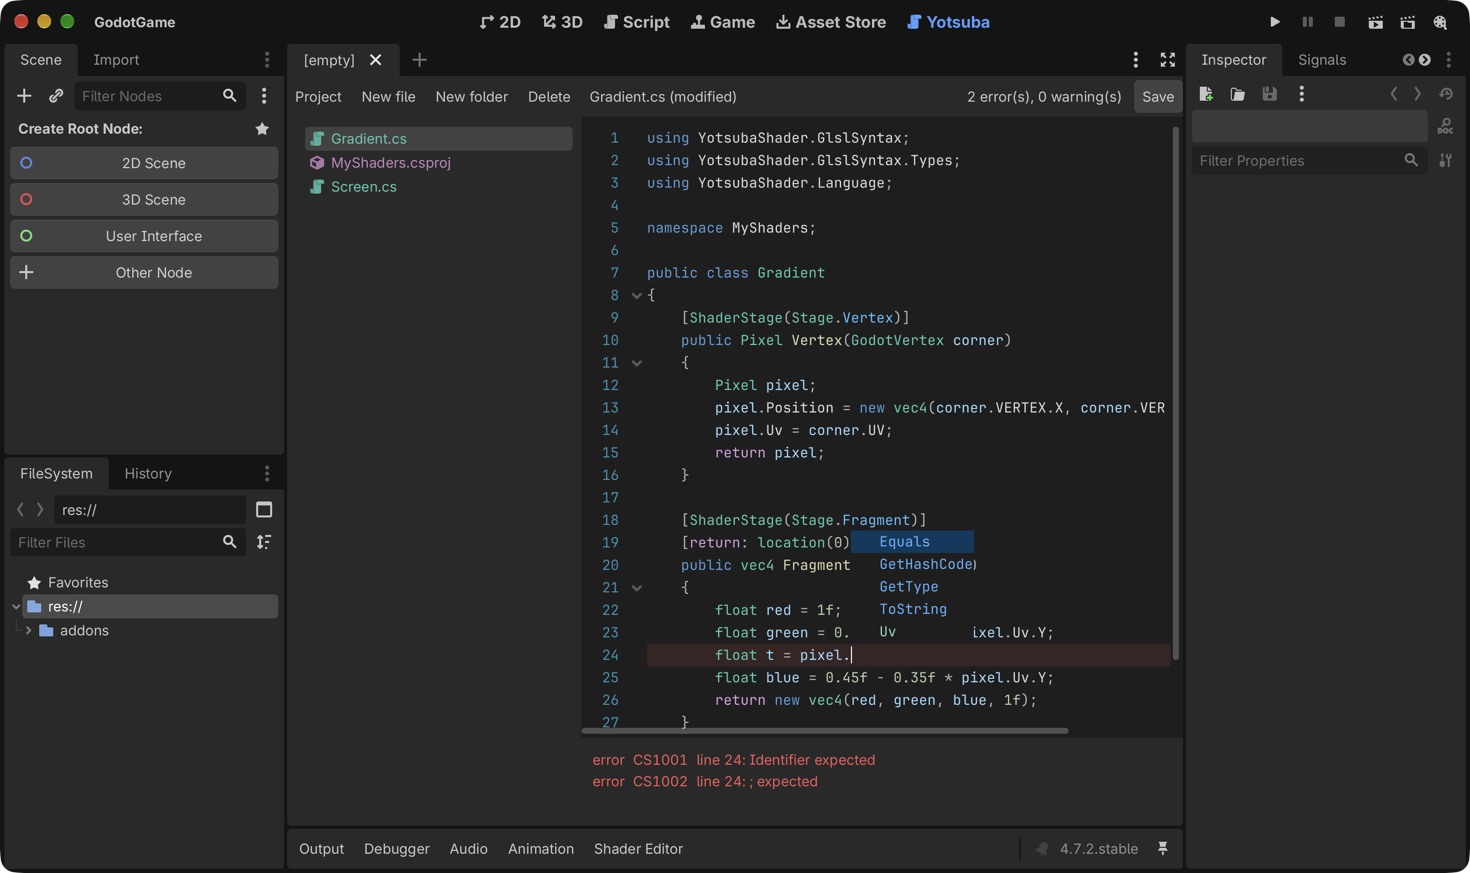 GodotGame
2D 3D Script Game Asset Store Yotsuba
Scene Import
Filter Nodes
Create Root Node:
2D Scene
3D Scene
User Interface
Other Node
FileSystem History
res://
Filter Files
Favorites
res://
addons
[empty]
Project New file New folder Delete Gradient.cs (modified) 2 error(s), 0 warning(s) Save
Gradient.cs
MyShaders.csproj
Screen.cs
1 using YotsubaShader.GlslSyntax;
2 using YotsubaShader.GlslSyntax.Types;
3 using YotsubaShader.Language;
4
5 namespace MyShaders;
6
7 public class Gradient
8 {
9 [ShaderStage(Stage.Vertex)]
10 public Pixel Vertex(GodotVertex corner)
11 {
12 Pixel pixel;
13 pixel.Position = new vec4(corner.VERTEX.X, corner.VER
14 pixel.Uv = corner.UV;
15 return pixel;
16 }
17
18 [ShaderStage(Stage.Fragment)]
19 [return: location(0)
20 public vec4 Fragment
21 {
22 float red = 1f;
23 float green = 0. ixel.Uv.Y;
24 float t = pixel.
25 float blue = 0.45f - 0.35f * pixel.Uv.Y;
26 return new vec4(red, green, blue, 1f);
27 }
Equals
GetHashCode
GetType
ToString
Uv
error CS1001 line 24: Identifier expected
error CS1002 line 24: ; expected
Output Debugger Audio Animation Shader Editor 4.7.2.stable
Inspector Signals
DOC
Filter Properties